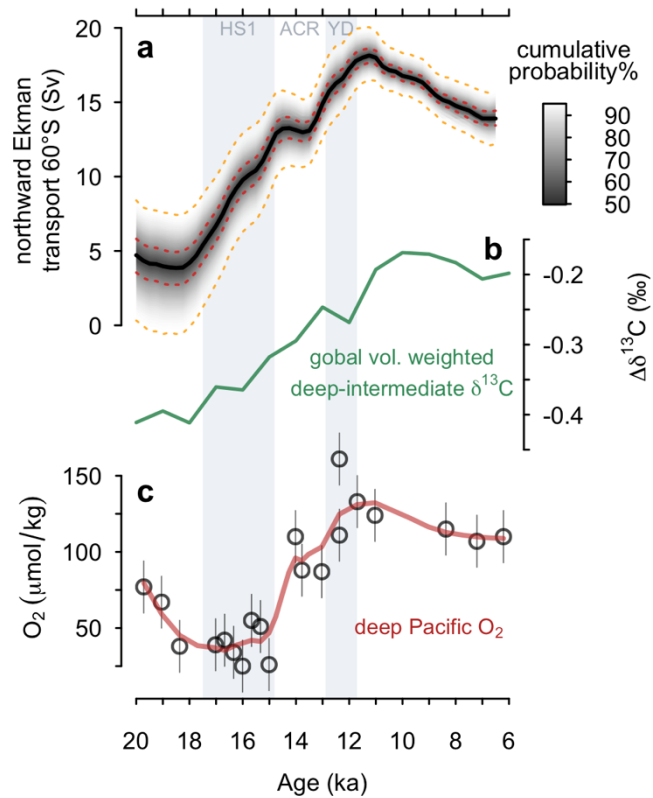 HS1 ACR YD
a
20
15
10
5
0
northward Ekman
transport 60°S (Sv)
cumulative
probability%
90
80
70
60
50
b
-0.2
-0.3
-0.4
Δδ¹³C (‰)
gobal vol. weighted
deep-intermediate δ¹³C
c
150
100
50
O₂ (μmol/kg)
deep Pacific O₂
20 18 16 14 12 10 8 6
Age (ka)